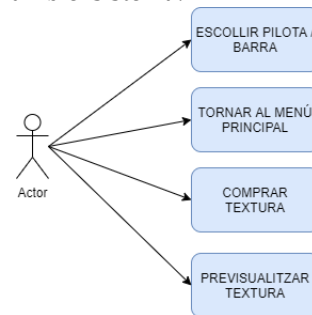 ESCOLLIR PILOTA /
BARRA
TORNAR AL MENÚ
PRINCIPAL
Actor
COMPRAR
TEXTURA
PREVISUALITZAR
TEXTURA